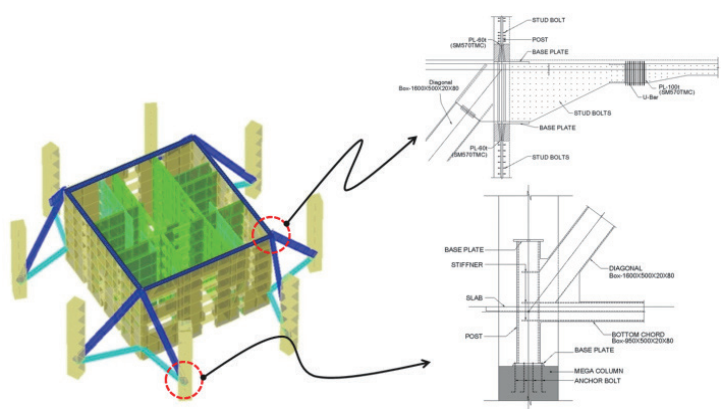 STUD BOLT
PL-60t
(SM570TMC)
POST
BASE PLATE
Diagonal
Box-1600X500X20X80
PL-100t
(SM570TMC)
U-Bar
STUD BOLTS
BASE PLATE
PL-60t
(SM570TMC)
STUD BOLTS
BASE PLATE
STIFFNER
DIAGONAL
Box-1600X500X20X80
SLAB
POST
BOTTOM CHORD
Box-950X500X20X80
BASE PLATE
MEGA COLUMN
ANCHOR BOLT